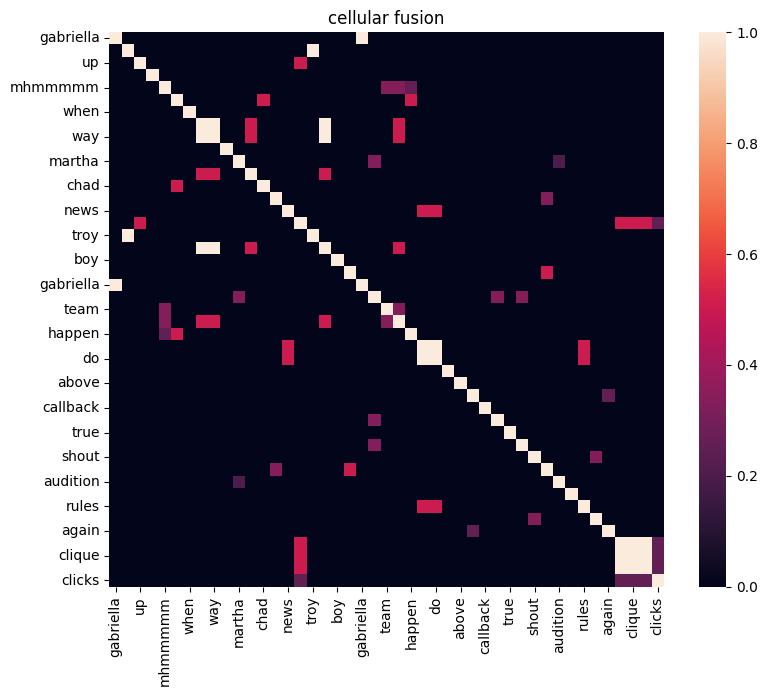 cellular fusion
gabriella
up
mhmmmmm
when
way
martha
chad
news
troy
boy
gabriella
team
happen
do
above
callback
true
shout
audition
rules
again
clique
clicks
1.0
0.8
0.6
0.4
0.2
0.0
gabriella
up
mhmmmmm
when
way
martha
chad
news
troy
boy
gabriella
team
happen
do
above
callback
true
shout
audition
rules
again
clique
clicks